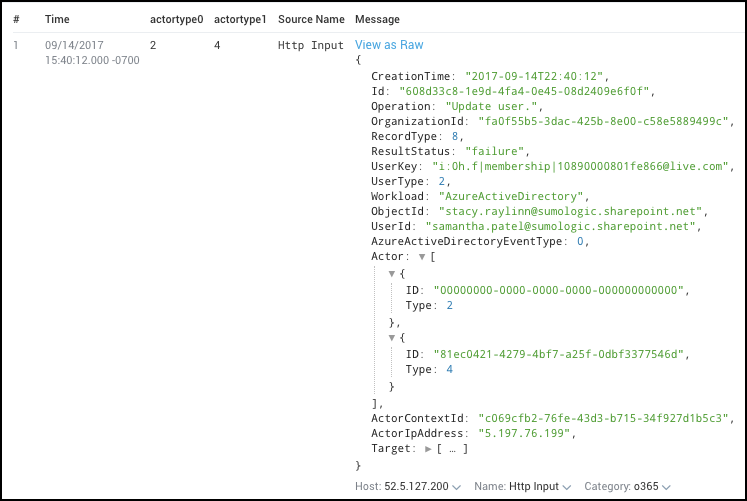 # Time actortype0 actortype1 Source Name Message
1 09/14/2017 2 4 Http Input View as Raw
15:40:12.000 -0700
{
CreationTime: "2017-09-14T22:40:12",
Id: "608d33c8-1e9d-4fa4-0e45-08d2409e6f0f",
Operation: "Update user.",
OrganizationId: "fa0f55b5-3dac-425b-8e00-c58e5889499c",
RecordType: 8,
ResultStatus: "failure",
UserKey: "i:0h.f|membership|10890000801fe866@live.com",
UserType: 2,
Workload: "AzureActiveDirectory",
ObjectId: "stacy.raylinn@sumologic.sharepoint.net",
UserId: "samantha.patel@sumologic.sharepoint.net",
AzureActiveDirectoryEventType: 0,
Actor: ▼ [
▼ {
ID: "00000000-0000-0000-0000-000000000000",
Type: 2
},
▼ {
ID: "81ec0421-4279-4bf7-a25f-0dbf3377546d",
Type: 4
}
],
ActorContextId: "c069cfb2-76fe-43d3-b715-34f927d1b5c3",
ActorIpAddress: "5.197.76.199",
Target: ▶ [ … ]
}
Host: 52.5.127.200 Name: Http Input Category: o365